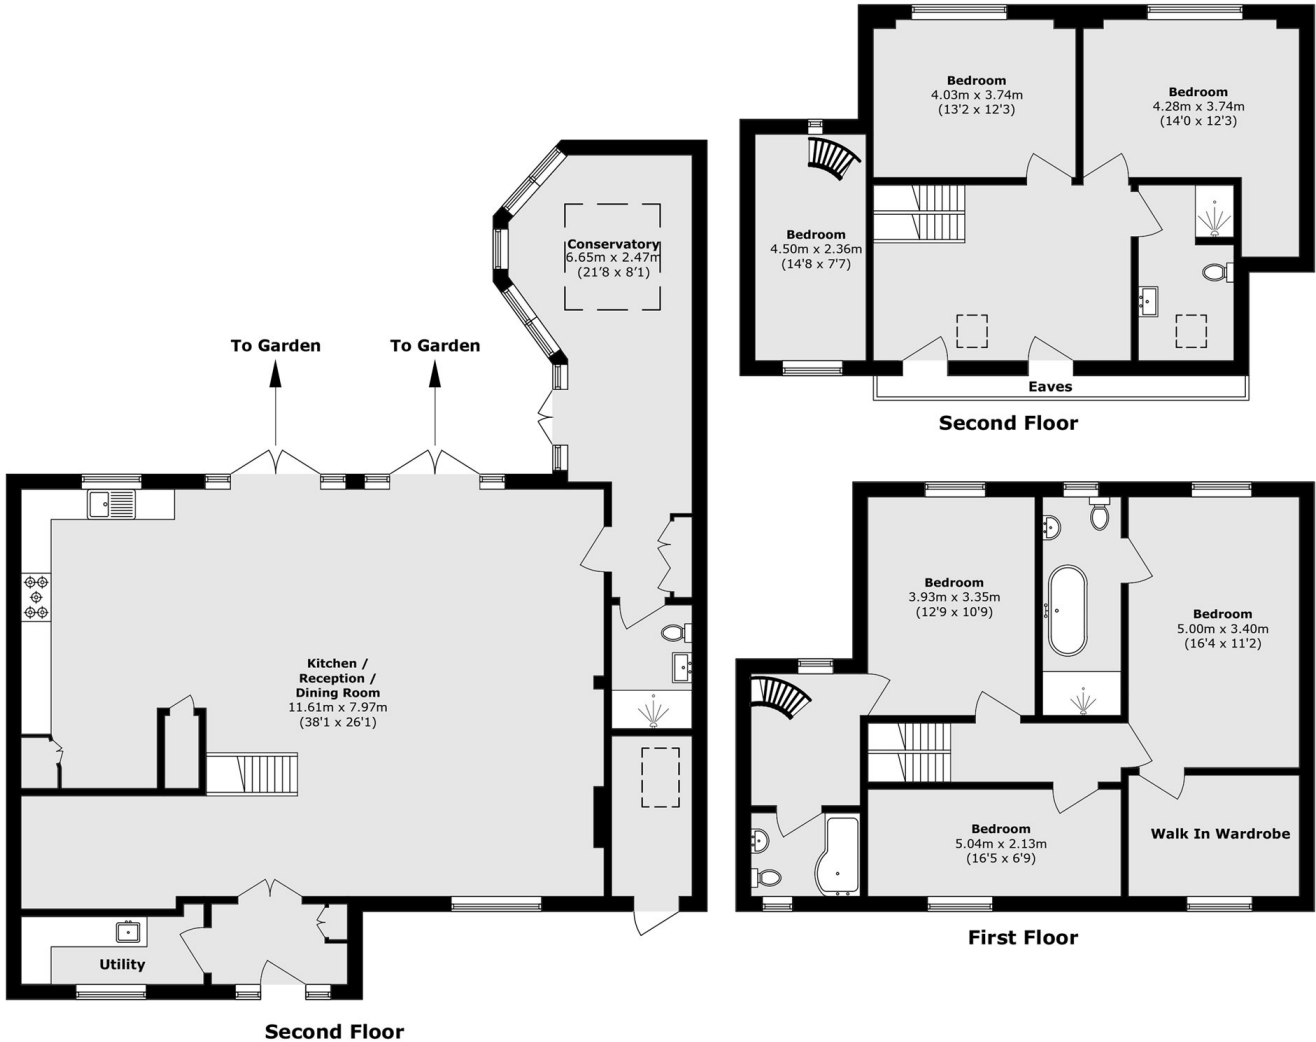 Bedroom
4.03m x 3.74m
(13'2 x 12'3)
Bedroom
4.28m x 3.74m
(14'0 x 12'3)
Bedroom
4.50m x 2.36m
(14'8 x 7'7)
Eaves
Second Floor
Conservatory
6.65m x 2.47m
(21'8 x 8'1)
To Garden
To Garden
Kitchen /
Reception /
Dining Room
11.61m x 7.97m
(38'1 x 26'1)
Utility
Second Floor
Bedroom
3.93m x 3.35m
(12'9 x 10'9)
Bedroom
5.00m x 3.40m
(16'4 x 11'2)
Bedroom
5.04m x 2.13m
(16'5 x 6'9)
Walk In Wardrobe
First Floor